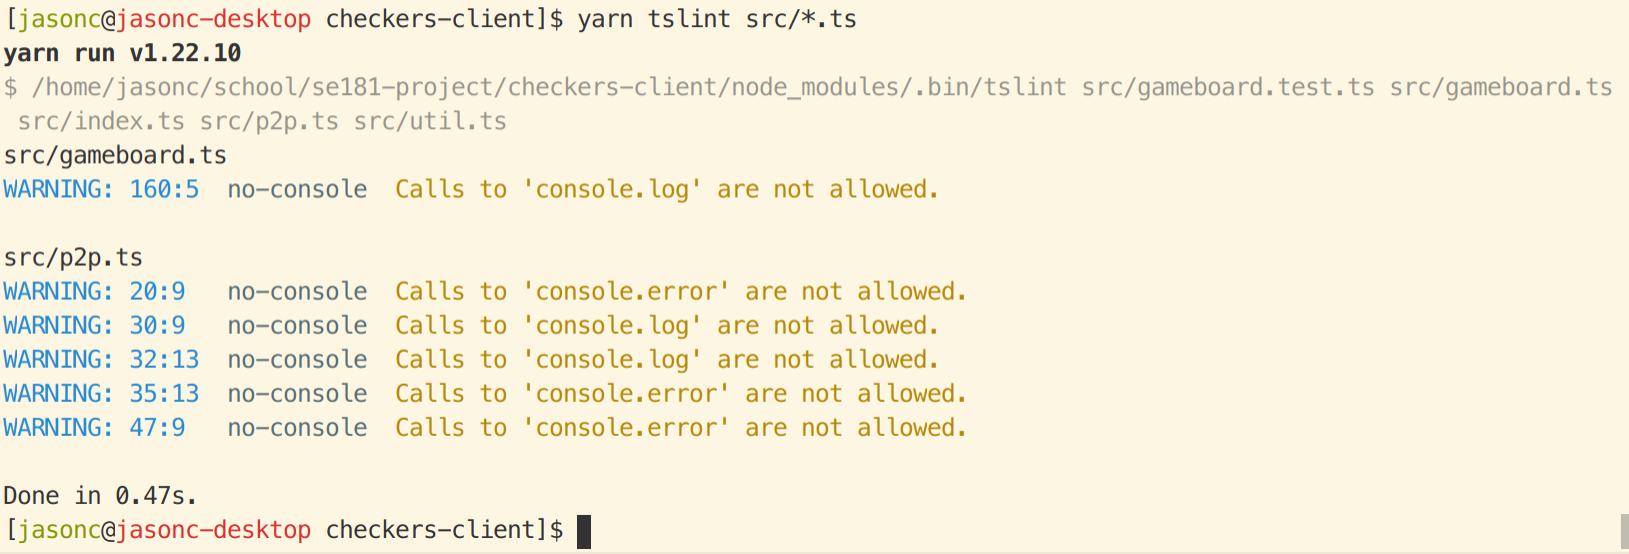 [jasonc@jasonc-desktop checkers-client]$ yarn tslint src/*.ts
yarn run v1.22.10
$ /home/jasonc/school/se181-project/checkers-client/node_modules/.bin/tslint src/gameboard.test.ts src/gameboard.ts
src/index.ts src/p2p.ts src/util.ts
src/gameboard.ts
WARNING: 160:5  no-console  Calls to 'console.log' are not allowed.
src/p2p.ts
WARNING: 20:9   no-console  Calls to 'console.error' are not allowed.
WARNING: 30:9   no-console  Calls to 'console.log' are not allowed.
WARNING: 32:13  no-console  Calls to 'console.log' are not allowed.
WARNING: 35:13  no-console  Calls to 'console.error' are not allowed.
WARNING: 47:9   no-console  Calls to 'console.error' are not allowed.
Done in 0.47s.
[jasonc@jasonc-desktop checkers-client]$